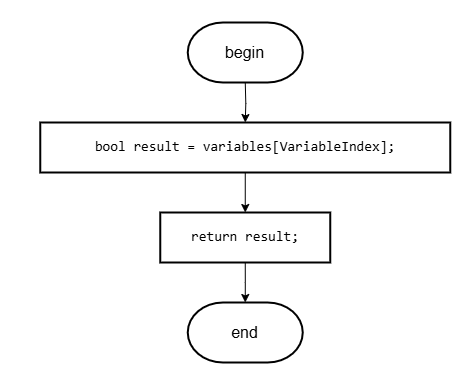 begin
bool result = variables[VariableIndex];
return result;
end